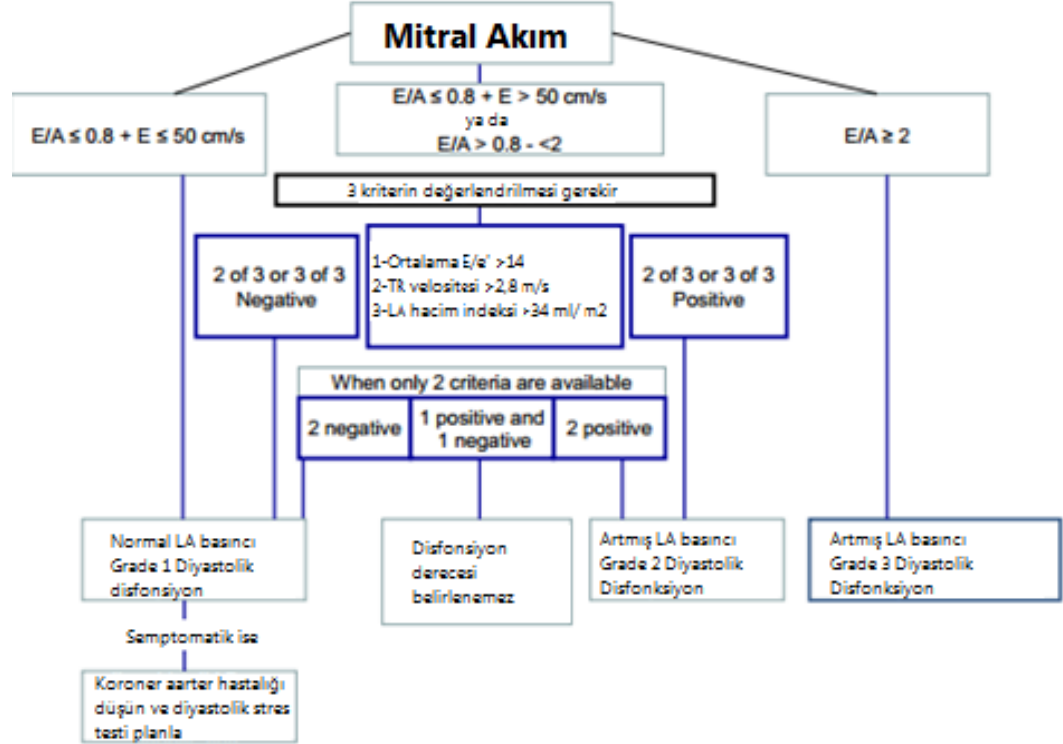 Mitral Akım
E/A ≤ 0.8 + E ≤ 50 cm/s
E/A ≤ 0.8 + E > 50 cm/s
ya da
E/A > 0.8 - <2
E/A ≥ 2
3 kriterin değerlendrilmesi gerekir
2 of 3 or 3 of 3
Negative
1-Ortalama E/e' >14
2-TR velositesi >2,8 m/s
3-LA hacim indeksi >34 ml/ m2
2 of 3 or 3 of 3
Positive
When only 2 criteria are available
2 negative
1 positive and
1 negative
2 positive
Normal LA basıncı
Grade 1 Diyastolik
disfonsiyon
Disfonsiyon
derecesi
belirlenemez
Artmış LA basıncı
Grade 2 Diyastolik
Disfonksiyon
Artmış LA basıncı
Grade 3 Diyastolik
Disfonksiyon
Semptomatik ise
Koroner aarter hastalığı
düşün ve diyastolik stres
testi planla